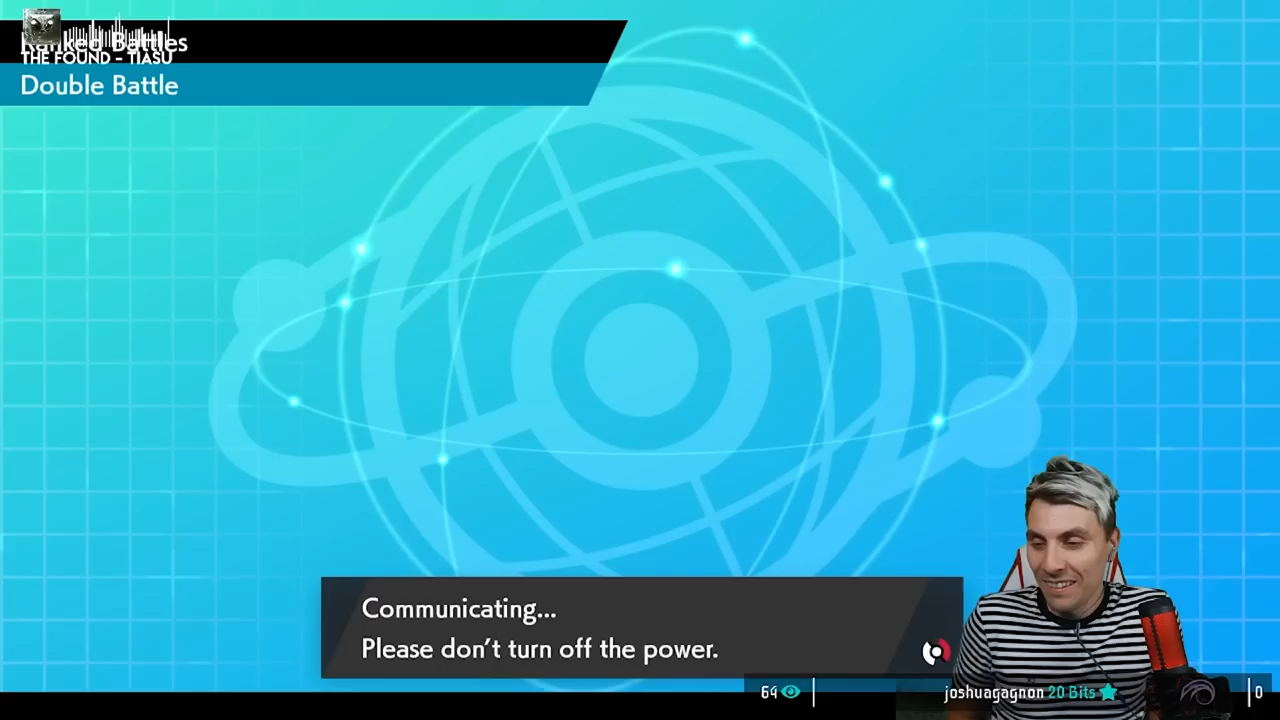 Ranked Battles
THE FOUND - TIASU
Double Battle
Communicating...
Please don't turn off the power.
64
joshuagagnon 20 Bits
0